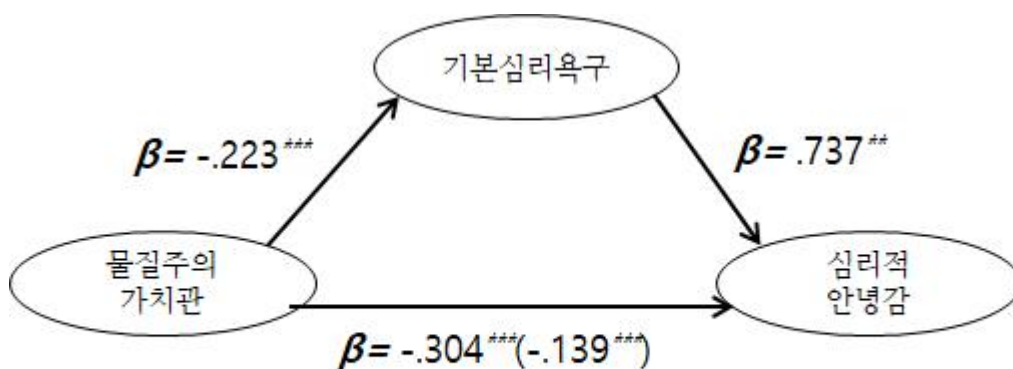 기본심리욕구
β= -.223***
β= .737**
물질주의
가치관
심리적
안녕감
β= -.304***(-.139***)